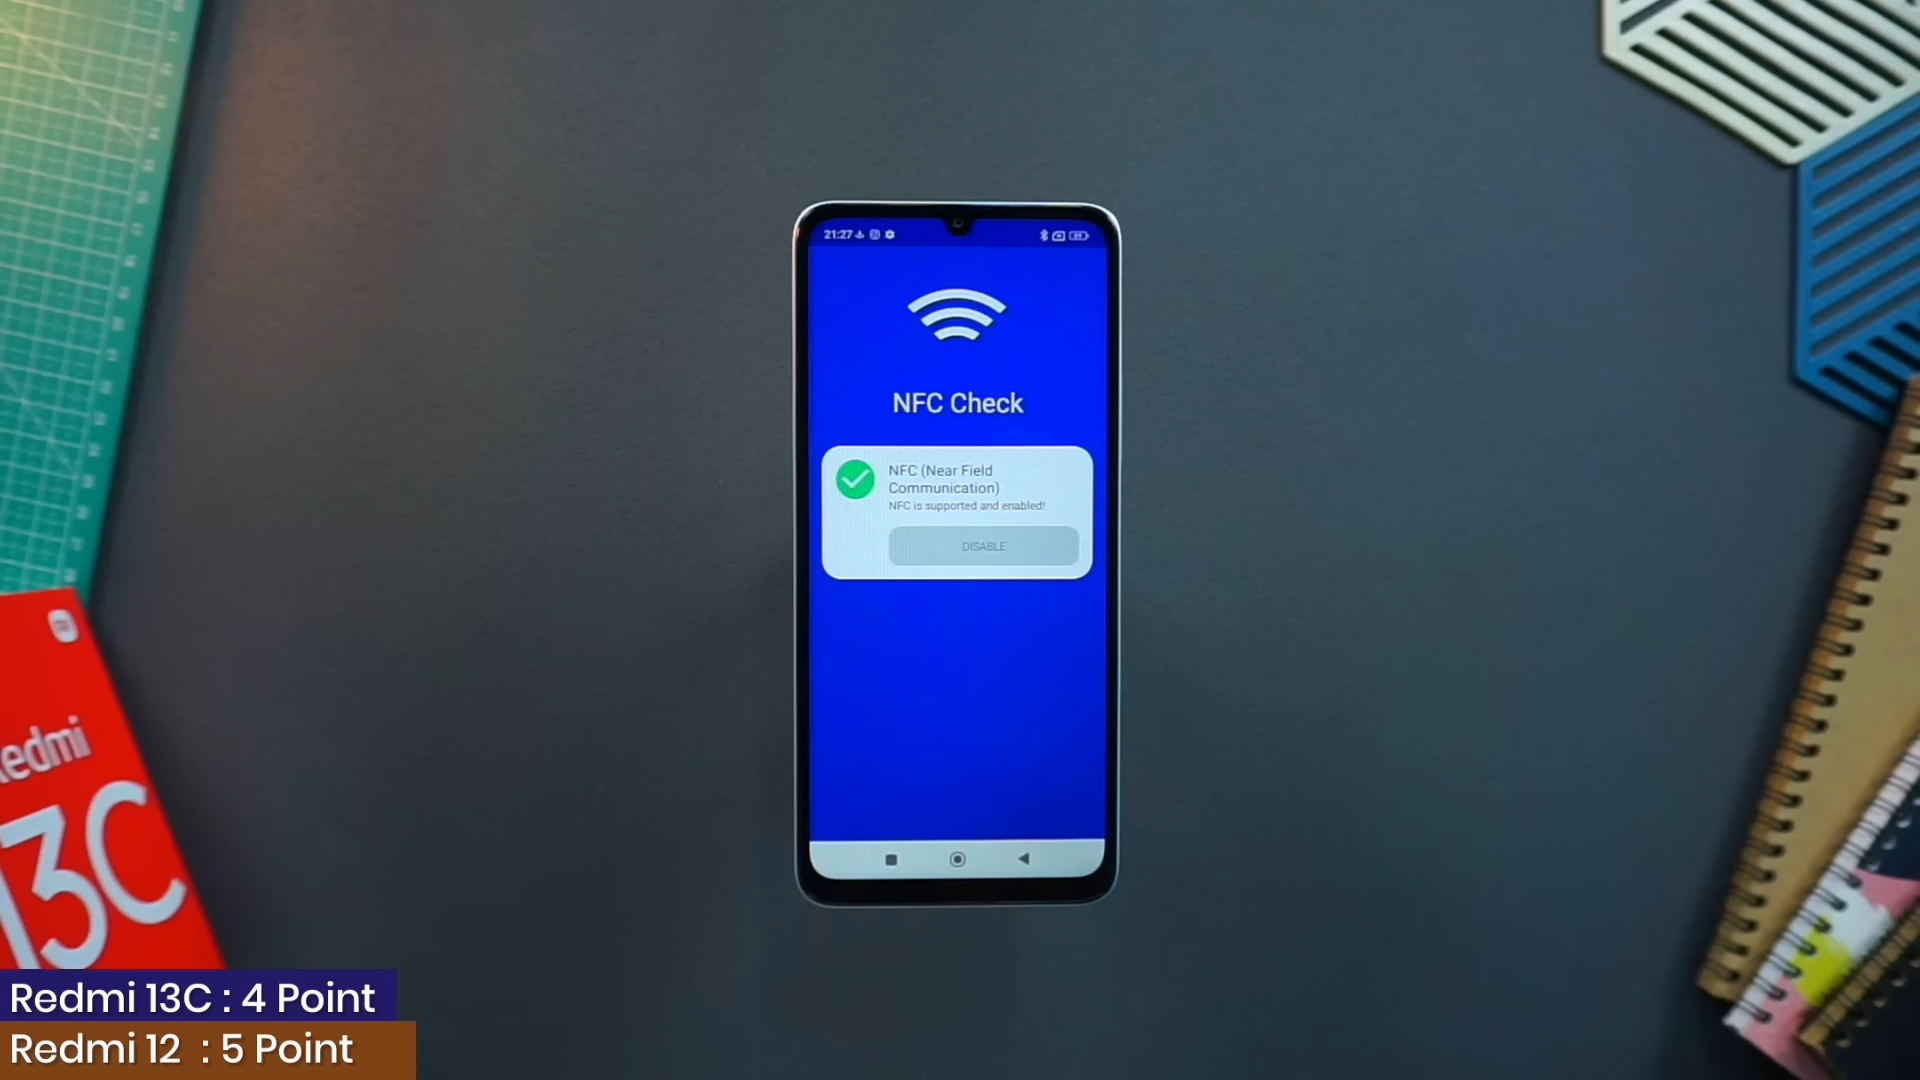 21:27
NFC Check
NFC (Near Field
Communication)
NFC is supported and enabled!
DISABLE
Redmi
13C
Redmi 13C : 4 Point
Redmi 12 : 5 Point